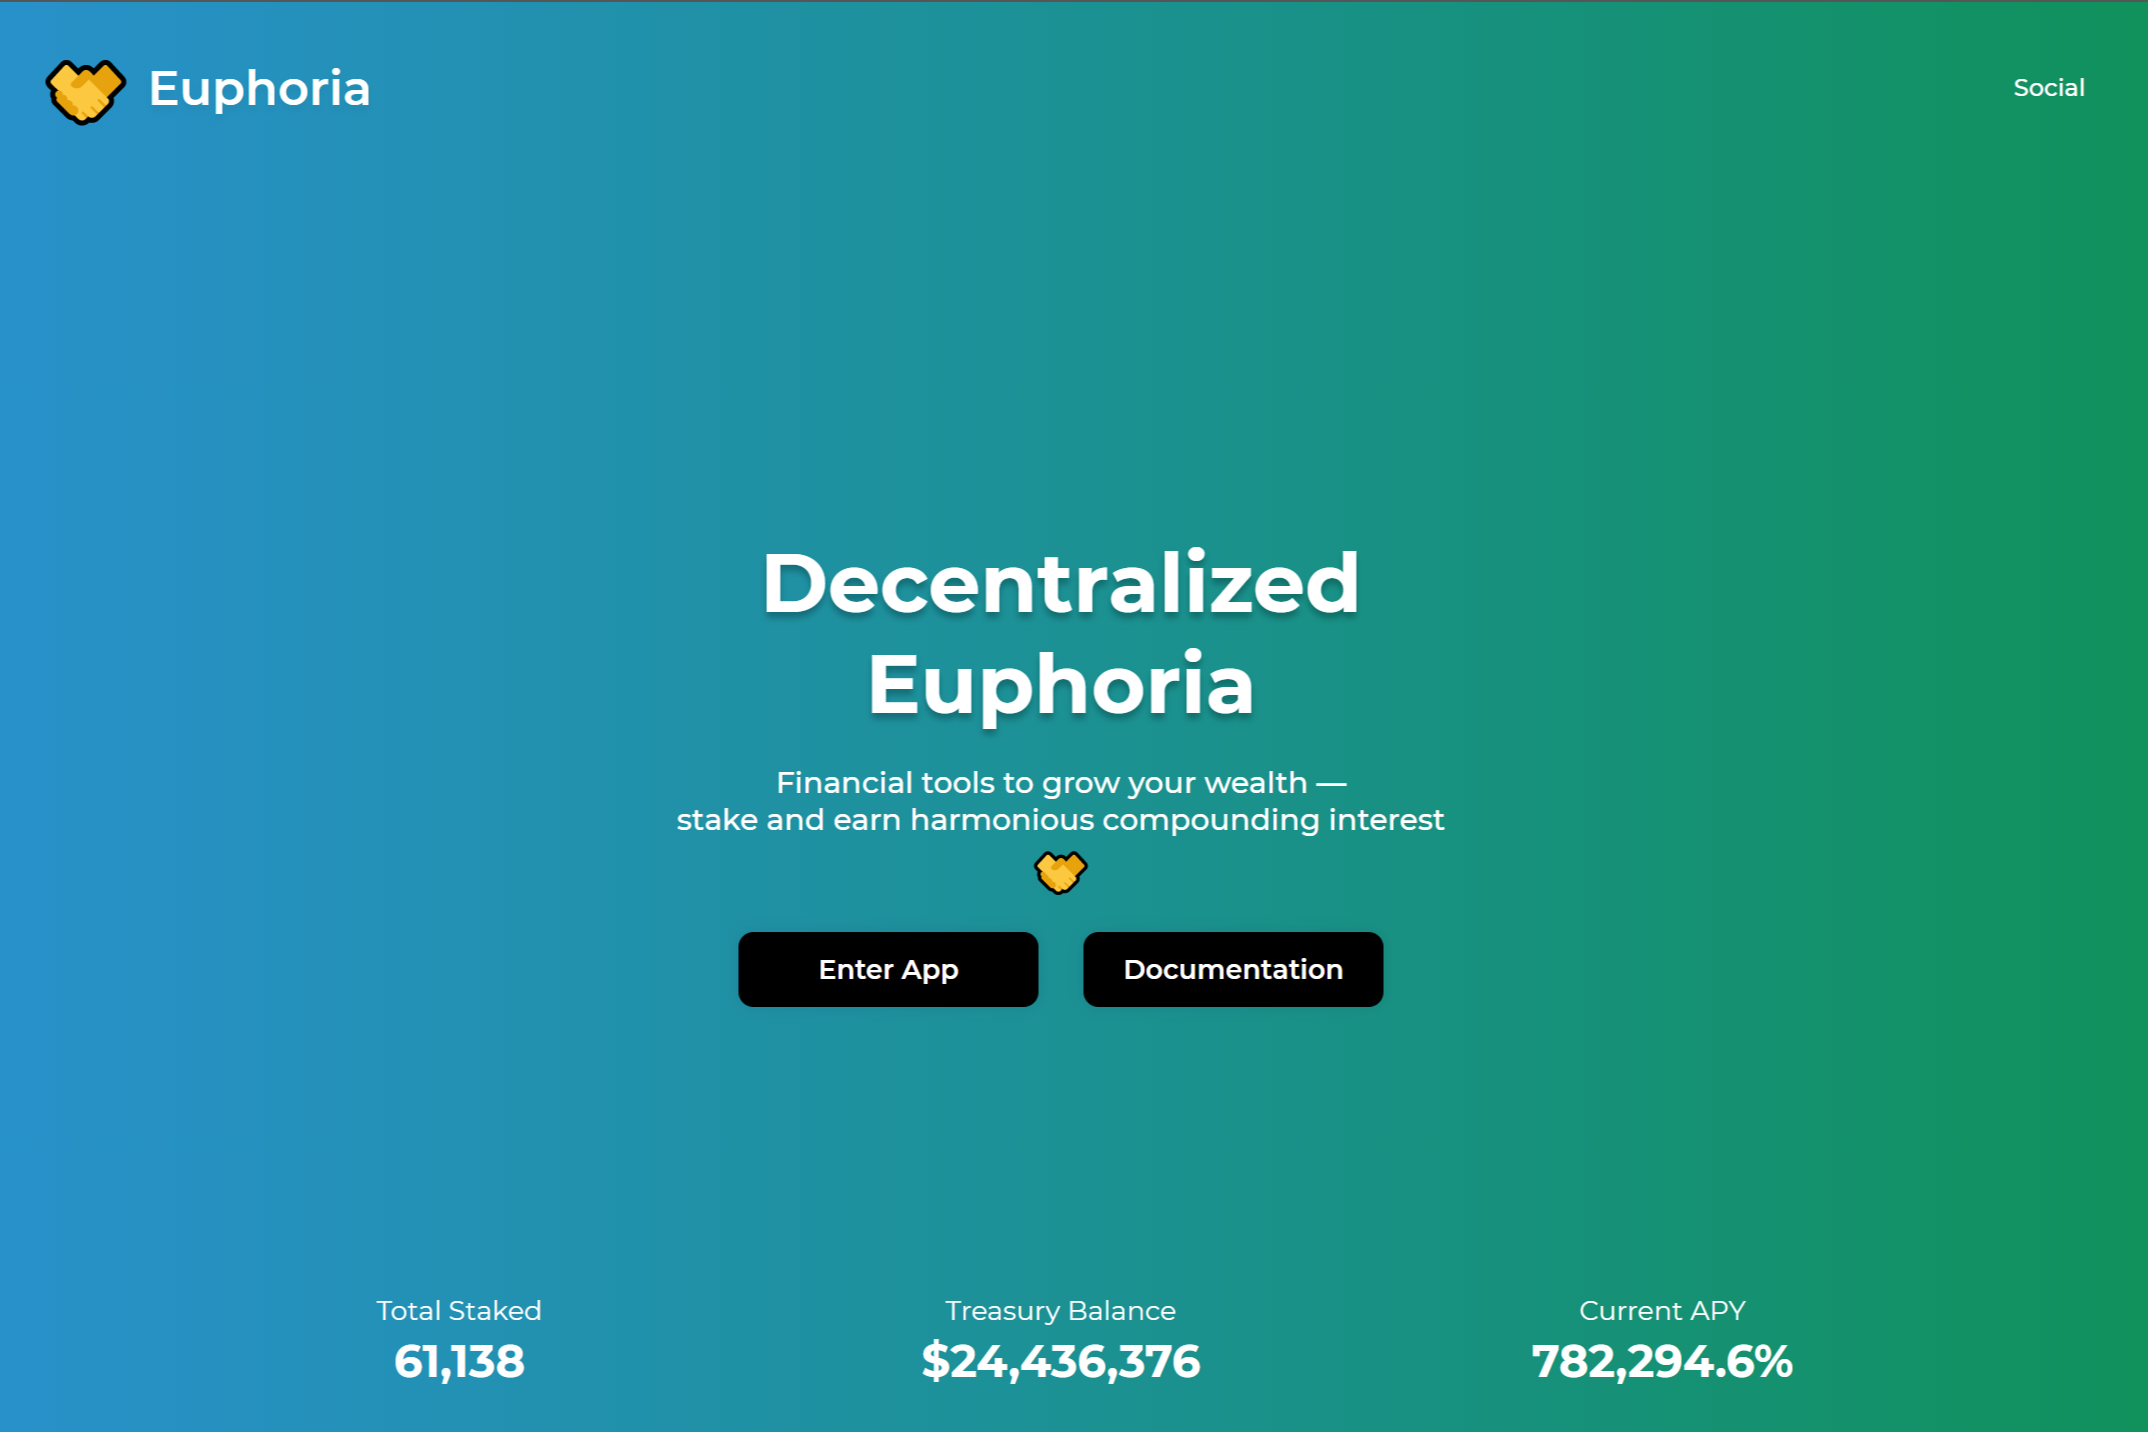 Euphoria
Social
Decentralized
Euphoria
Financial tools to grow your wealth —
stake and earn harmonious compounding interest
Enter App
Documentation
Total Staked
61,138
Treasury Balance
$24,436,376
Current APY
782,294.6%